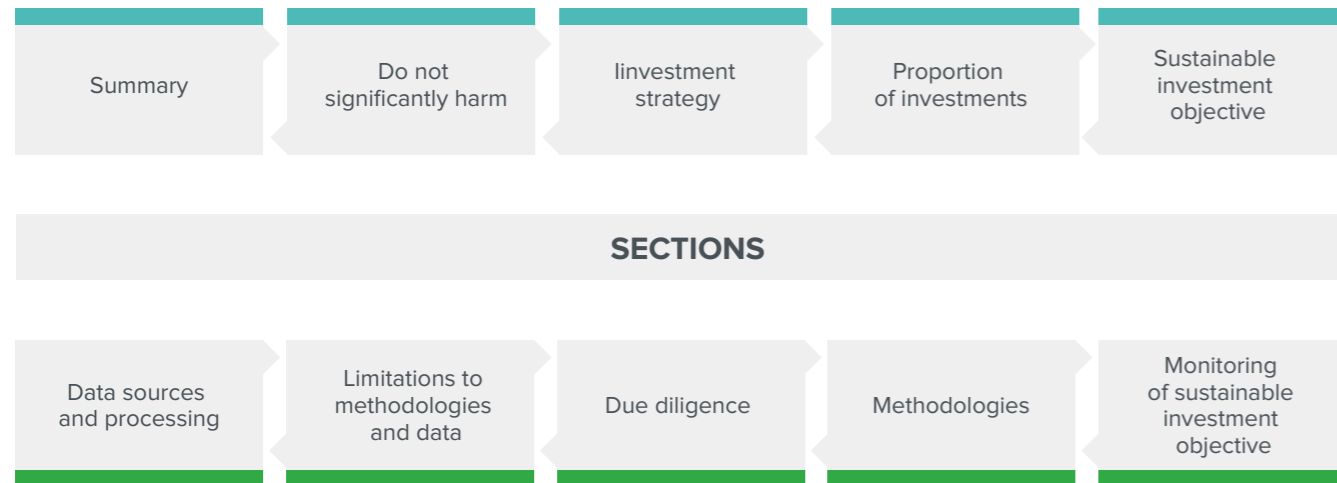 Summary
Do not
significantly harm
Iinvestment
strategy
Proportion
of investments
Sustainable
investment
objective
SECTIONS
Data sources
and processing
Limitations to
methodologies
and data
Due diligence
Methodologies
Monitoring
of sustainable
investment
objective